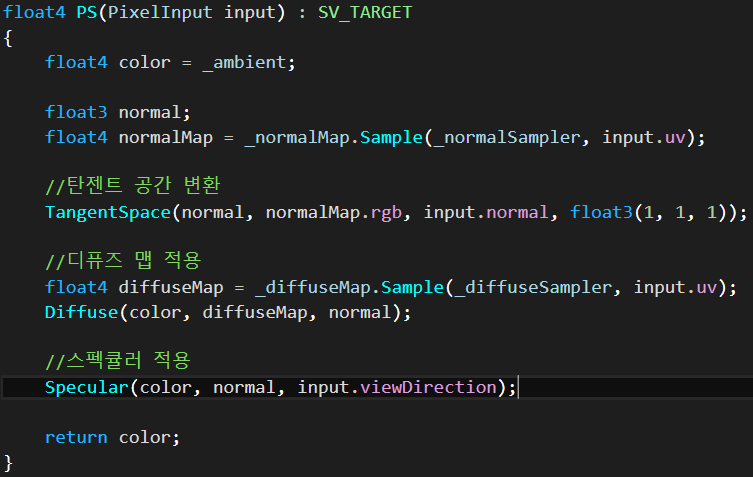 float4 PS(PixelInput input) : SV_TARGET
{
    float4 color = _ambient;

    float3 normal;
    float4 normalMap = _normalMap.Sample(_normalSampler, input.uv);

    //탄젠트 공간 변환
    TangentSpace(normal, normalMap.rgb, input.normal, float3(1, 1, 1));

    //디퓨즈 맵 적용
    float4 diffuseMap = _diffuseMap.Sample(_diffuseSampler, input.uv);
    Diffuse(color, diffuseMap, normal);

    //스펙큘러 적용
    Specular(color, normal, input.viewDirection);

    return color;
}